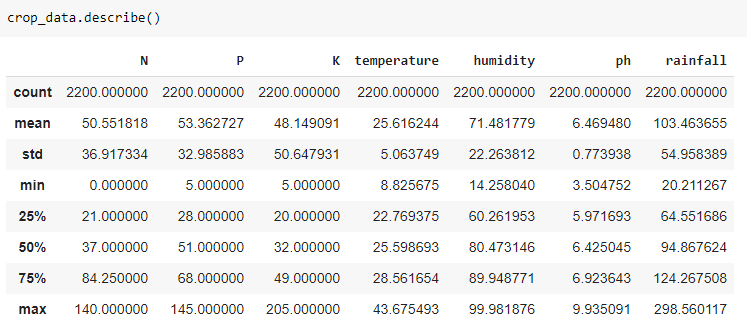 crop_data.describe()
N P K temperature humidity ph rainfall
count 2200.000000 2200.000000 2200.000000 2200.000000 2200.000000 2200.000000 2200.000000
mean 50.551818 53.362727 48.149091 25.616244 71.481779 6.469480 103.463655
std 36.917334 32.985883 50.647931 5.063749 22.263812 0.773938 54.958389
min 0.000000 5.000000 5.000000 8.825675 14.258040 3.504752 20.211267
25% 21.000000 28.000000 20.000000 22.769375 60.261953 5.971693 64.551686
50% 37.000000 51.000000 32.000000 25.598693 80.473146 6.425045 94.867624
75% 84.250000 68.000000 49.000000 28.561654 89.948771 6.923643 124.267508
max 140.000000 145.000000 205.000000 43.675493 99.981876 9.935091 298.560117